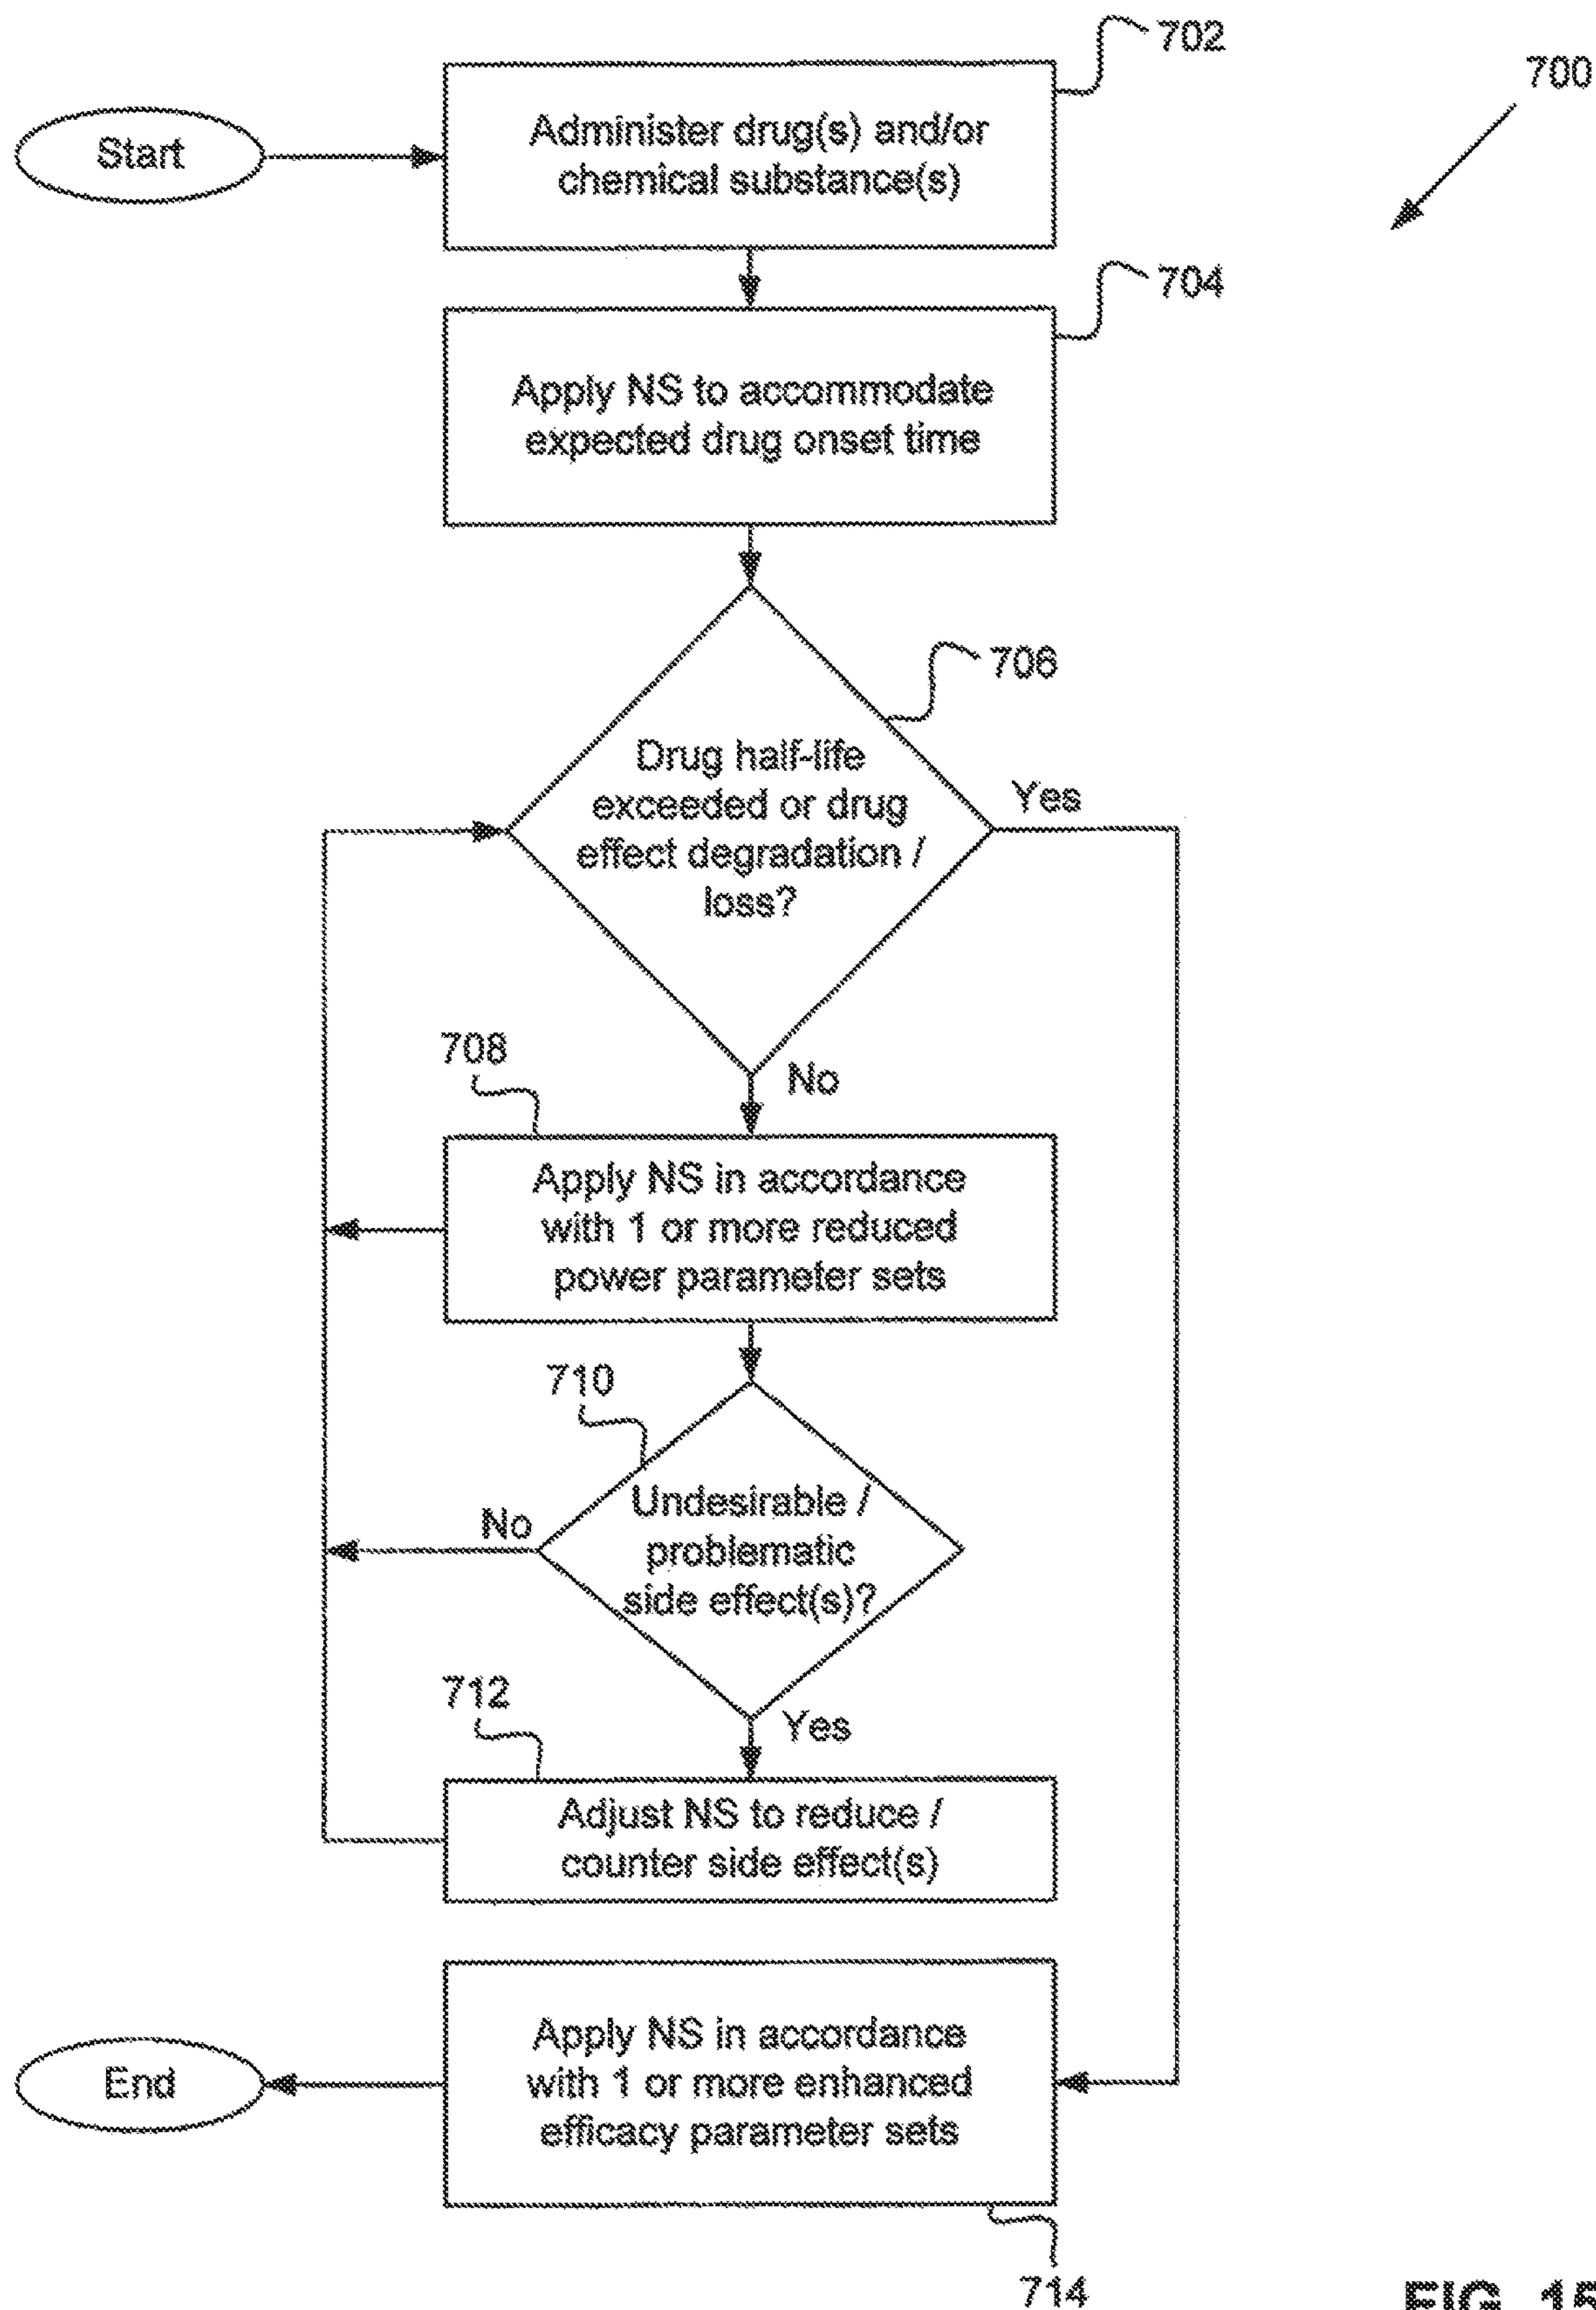 702
700
Start
Administer drug(s) and/or
chemical substance(s)
704
Apply NS to accommodate
expected drug onset time
706
Drug half-life
exceeded or drug
effect degradation /
loss?
Yes
No
708
Apply NS in accordance
with 1 or more reduced
power parameter sets
710
Undesirable /
problematic
side effect(s)?
No
Yes
712
Adjust NS to reduce /
counter side effect(s)
Apply NS in accordance
with 1 or more enhanced
efficacy parameter sets
End
714
FIG. 15